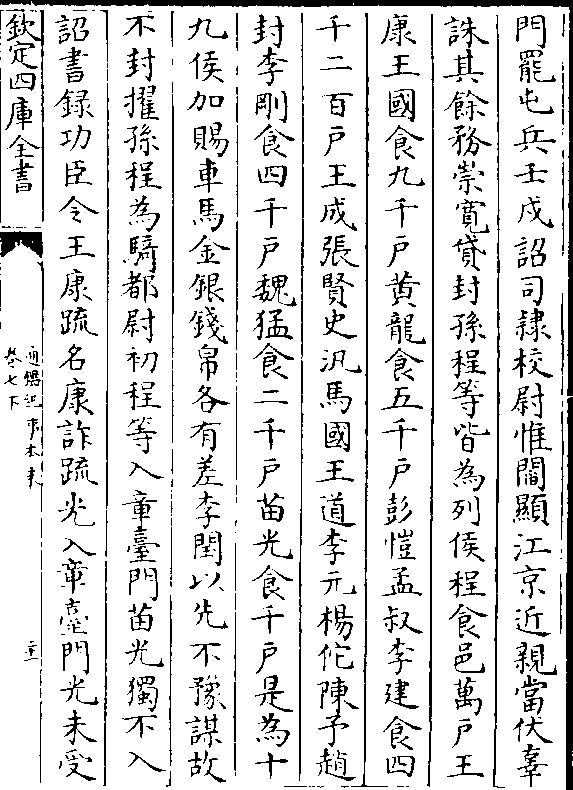 門罷屯兵壬戌詔司隸校尉惟閻顯江京近親當伏辜
誅其餘務崇寛貸封孫程等皆為列侯程食邑萬户王
康王國食九千户黄龍食五千户彭愷孟叔李建食四
千二百户王成張賢史汎馬國王道李元楊佗陳予趙
封李剛食四千户魏猛食二千户苗光食千户是為十
九侯加賜車馬金銀錢帛各有差李閏以先不豫謀故
不封擢孫程為騎都尉初程等入章臺門苗光獨不入
詔書録功臣令王康疏名康詐疏光入章臺門光未受
欽定四庫全書
通鑑紀事本末
卷七下